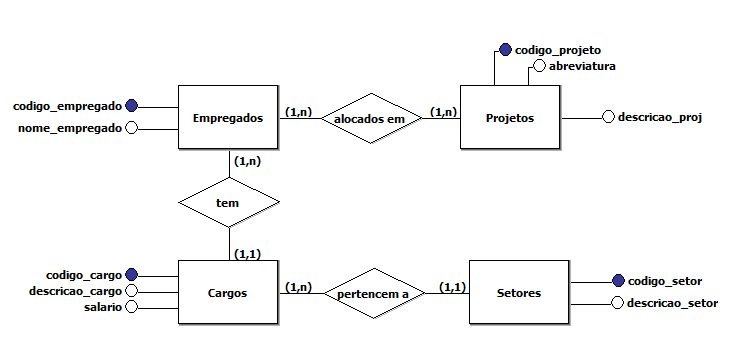 codigo_projeto
abreviatura
codigo_empregado
nome_empregado
Empregados
(1,n)
alocados em
(1,n)
Projetos
descricao_proj
(1,n)
tem
(1,1)
codigo_cargo
descricao_cargo
salario
Cargos
(1,n)
pertencem a
(1,1)
Setores
codigo_setor
descricao_setor